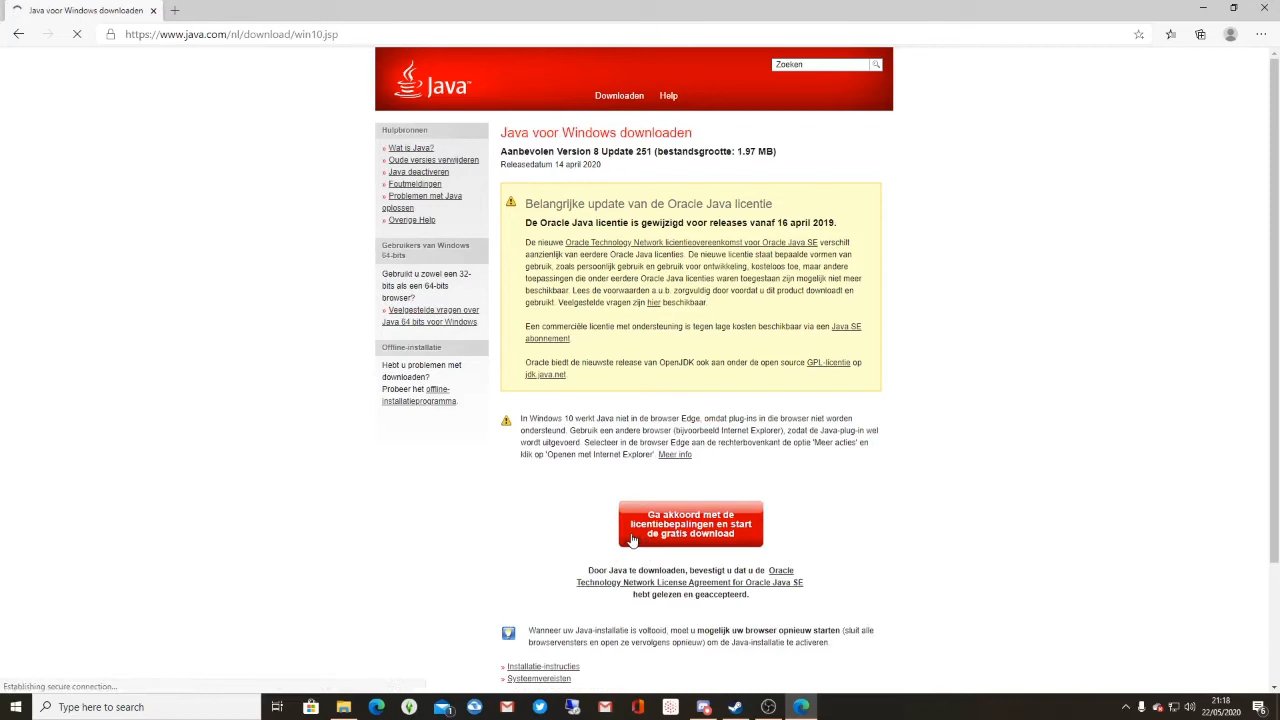 Java voor Windows downloaden
https://www.java.com/nl/download/win10.jsp
Java
Zoeken
Downloaden Help
Hulpbronnen
» Wat is Java?
» Oude versies verwijderen
» Java deactiveren
» Foutmeldingen
» Problemen met Java
oplossen
» Overige Help
Gebruikers van Windows
64-bits
Gebruikt u zowel een 32-
bits als een 64-bits
browser?
» Veelgestelde vragen over
Java 64 bits voor Windows
Offline-installatie
Hebt u problemen met
downloaden?
Probeer het offline-
installatieprogramma.
Java voor Windows downloaden
Aanbevolen Version 8 Update 251 (bestandsgrootte: 1.97 MB)
Releasedatum 14 april 2020
Belangrijke update van de Oracle Java licentie
De Oracle Java licentie is gewijzigd voor releases vanaf 16 april 2019.
De nieuwe Oracle Technology Network licientieovereenkomst voor Oracle Java SE verschilt
aanzienlijk van eerdere Oracle Java licenties. De nieuwe licentie staat bepaalde vormen van
gebruik, zoals persoonlijk gebruik en gebruik voor ontwikkeling, kosteloos toe, maar andere
toepassingen die onder eerdere Oracle Java licenties waren toegestaan zijn mogelijk niet meer
beschikbaar. Lees de voorwaarden a.u.b. zorgvuldig door voordat u dit product downloadt en
gebruikt. Veelgestelde vragen zijn hier beschikbaar.
Een commerciële licentie met ondersteuning is tegen lage kosten beschikbaar via een Java SE
abonnement.
Oracle biedt de nieuwste release van OpenJDK ook aan onder de open source GPL-licentie op
jdk.java.net.
In Windows 10 werkt Java niet in de browser Edge, omdat plug-ins in die browser niet worden
ondersteund. Gebruik een andere browser (bijvoorbeeld Internet Explorer), zodat de Java-plug-in wel
wordt uitgevoerd. Selecteer in de browser Edge aan de rechterbovenkant de optie 'Meer acties' en
klik op 'Openen met Internet Explorer'. Meer info
Ga akkoord met de
licentiebepalingen en start
de gratis download
Door Java te downloaden, bevestigt u dat u de Oracle
Technology Network License Agreement for Oracle Java SE
hebt gelezen en geaccepteerd.
Wanneer uw Java-installatie is voltooid, moet u mogelijk uw browser opnieuw starten (sluit alle
browservensters en open ze vervolgens opnieuw) om de Java-installatie te activeren.
» Installatie-instructies
» Systeemvereisten
Establishing secure connection...
Type here to search
21:18
22/05/2020